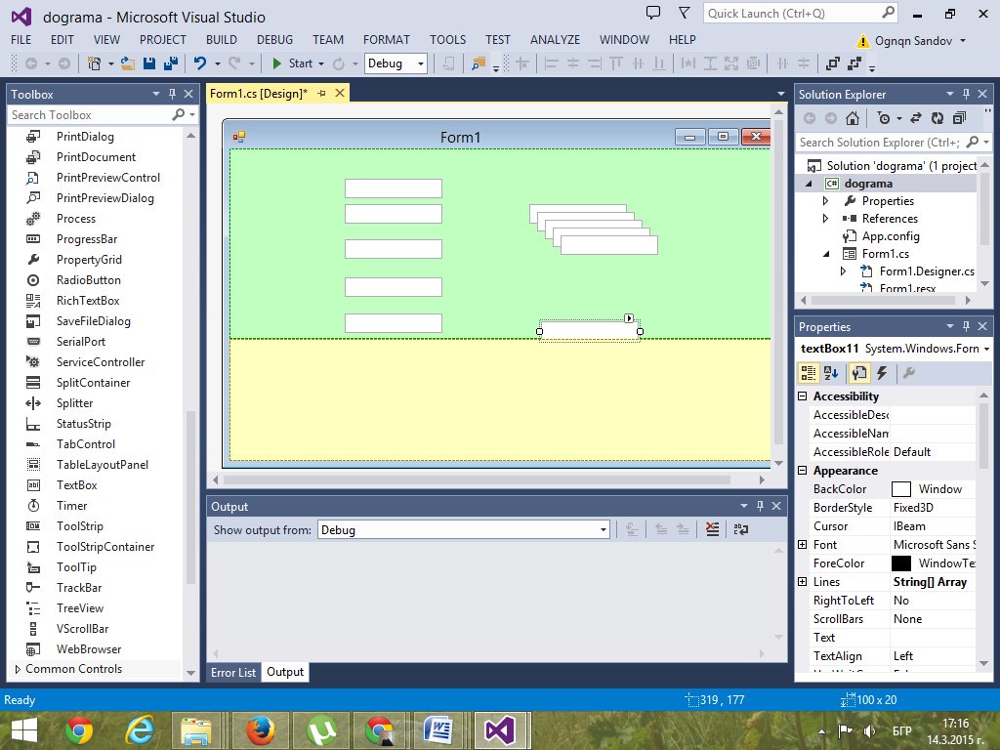 dograma - Microsoft Visual Studio
Quick Launch (Ctrl+Q)
FILE EDIT VIEW PROJECT BUILD DEBUG TEAM FORMAT TOOLS TEST ANALYZE WINDOW HELP
Ognqn Sandov
Start Debug
Toolbox
Search Toolbox
PrintDialog
PrintDocument
PrintPreviewControl
PrintPreviewDialog
Process
ProgressBar
PropertyGrid
RadioButton
RichTextBox
SaveFileDialog
SerialPort
ServiceController
SplitContainer
Splitter
StatusStrip
TabControl
TableLayoutPanel
TextBox
Timer
ToolStrip
ToolStripContainer
ToolTip
TrackBar
TreeView
VScrollBar
WebBrowser
Common Controls
Form1.cs [Design]*
Form1
Output
Show output from: Debug
Error List Output
Solution Explorer
Search Solution Explorer (Ctrl+;
Solution 'dograma' (1 project
C# dograma
Properties
References
App.config
Form1.cs
Form1.Designer.cs
Form1.resx
Properties
textBox11 System.Windows.Form
Accessibility
AccessibleDesc
AccessibleNam
AccessibleRole Default
Appearance
BackColor Window
BorderStyle Fixed3D
Cursor IBeam
Font Microsoft Sans S
ForeColor WindowTe
Lines String[] Array
RightToLeft No
ScrollBars None
Text
TextAlign Left
Ready
319 , 177
100 x 20
БГР
17:16
14.3.2015 г.